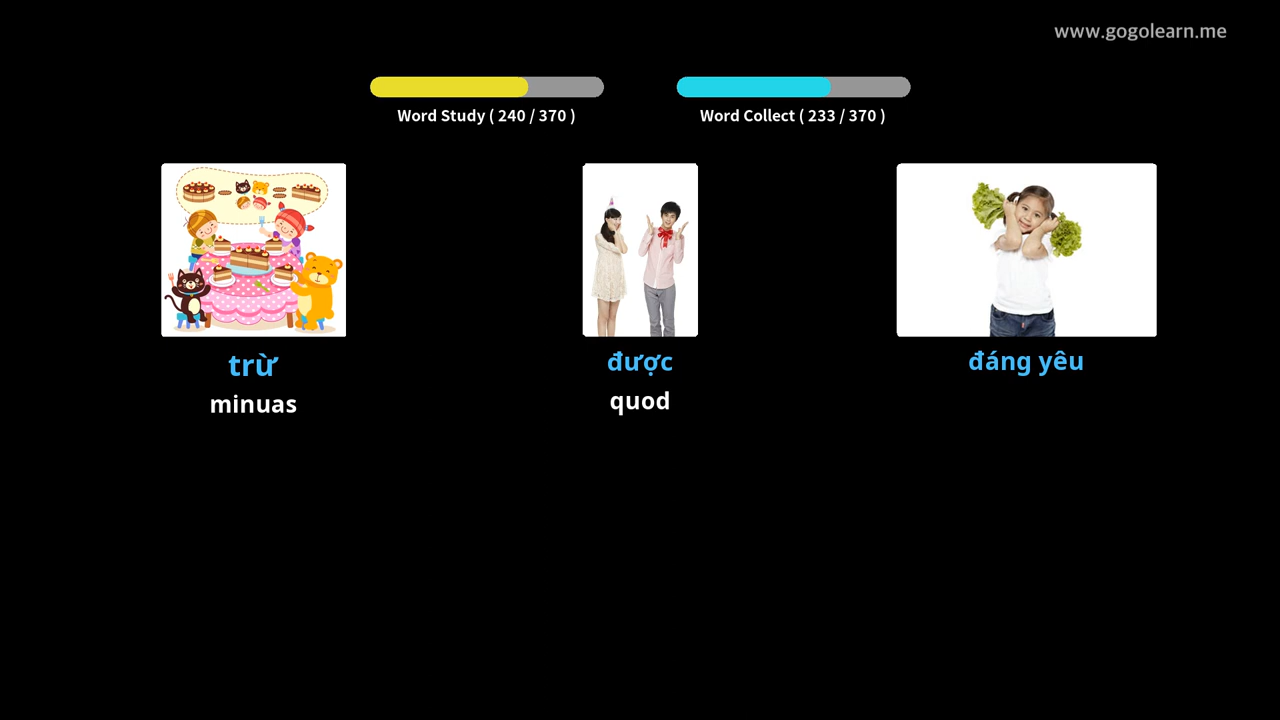 www.gogolearn.me
Word Study ( 240 / 370 )
Word Collect ( 233 / 370 )
trừ
minuas
được
quod
đáng yêu